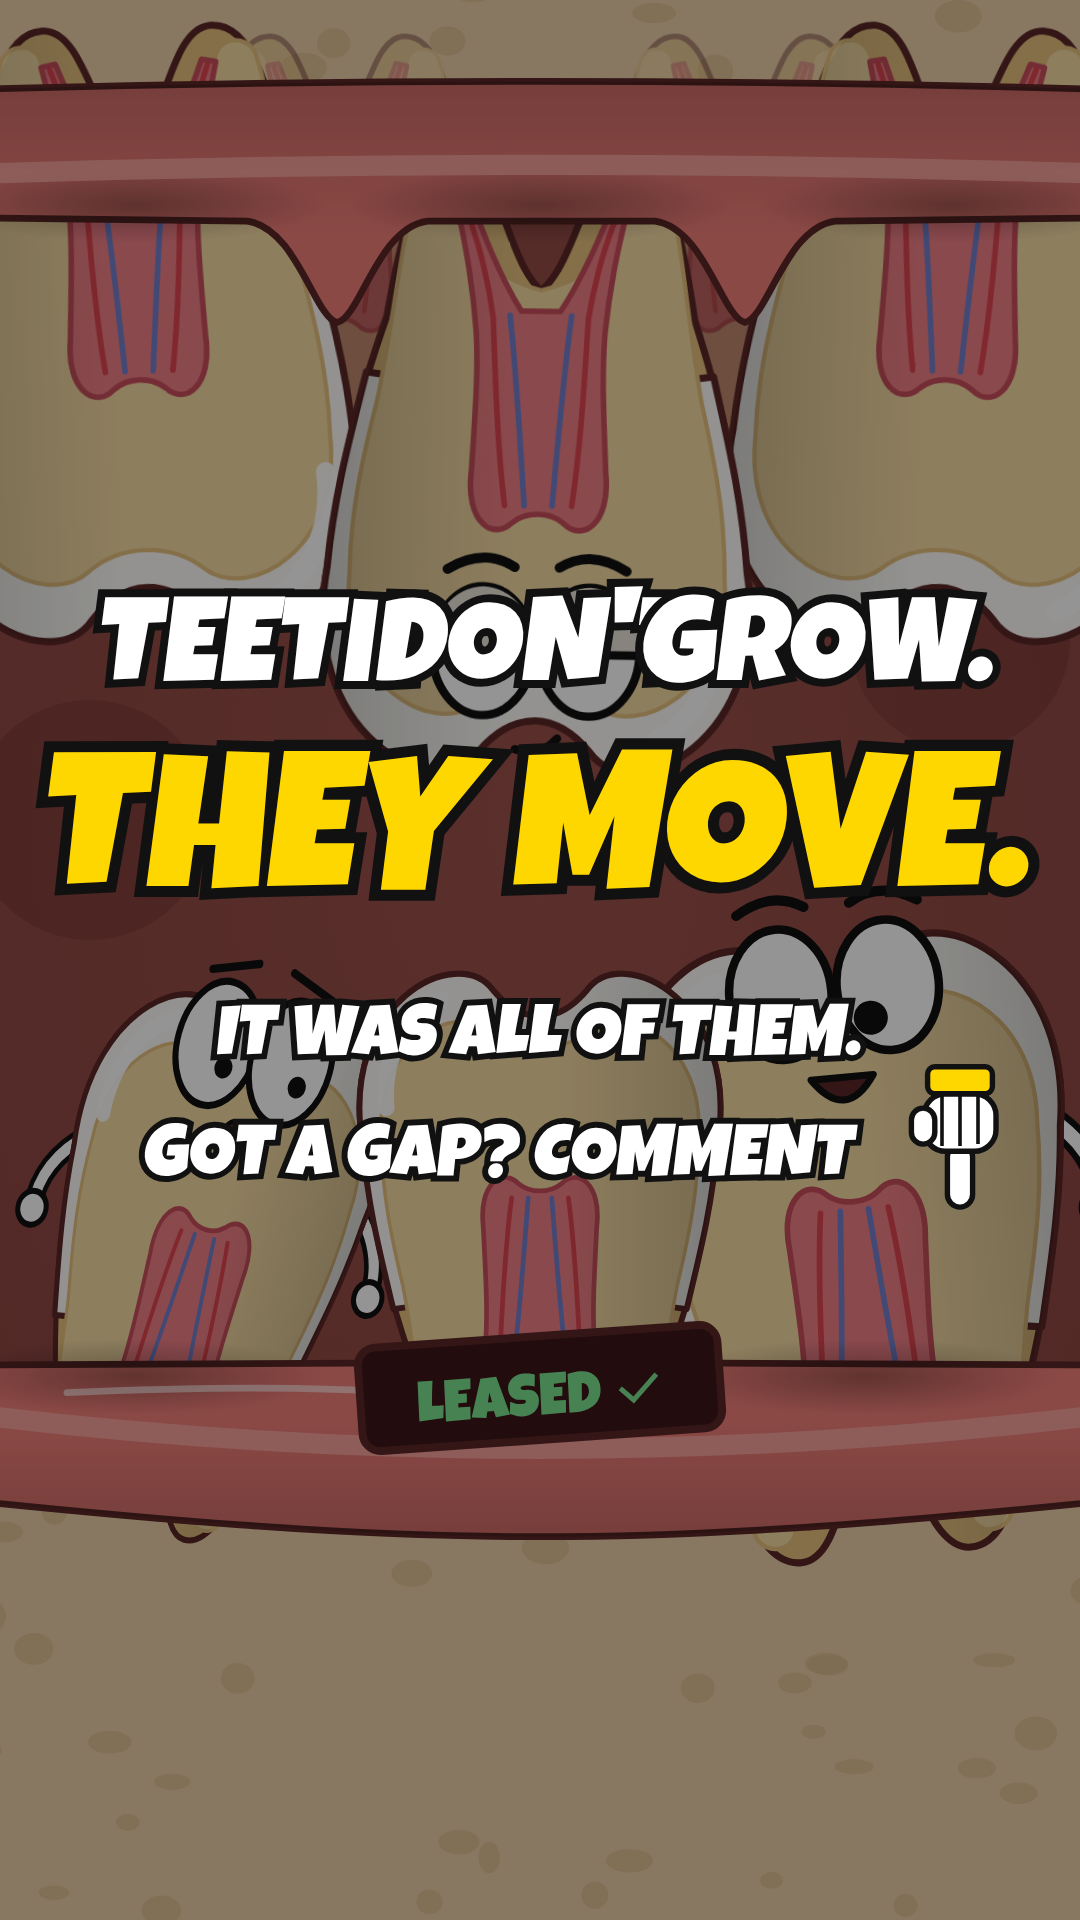 TEETIDON'GROW.
THEY MOVE.
IT WAS ALL OF THEM.
GOT A GAP? COMMENT
LEASED ✓